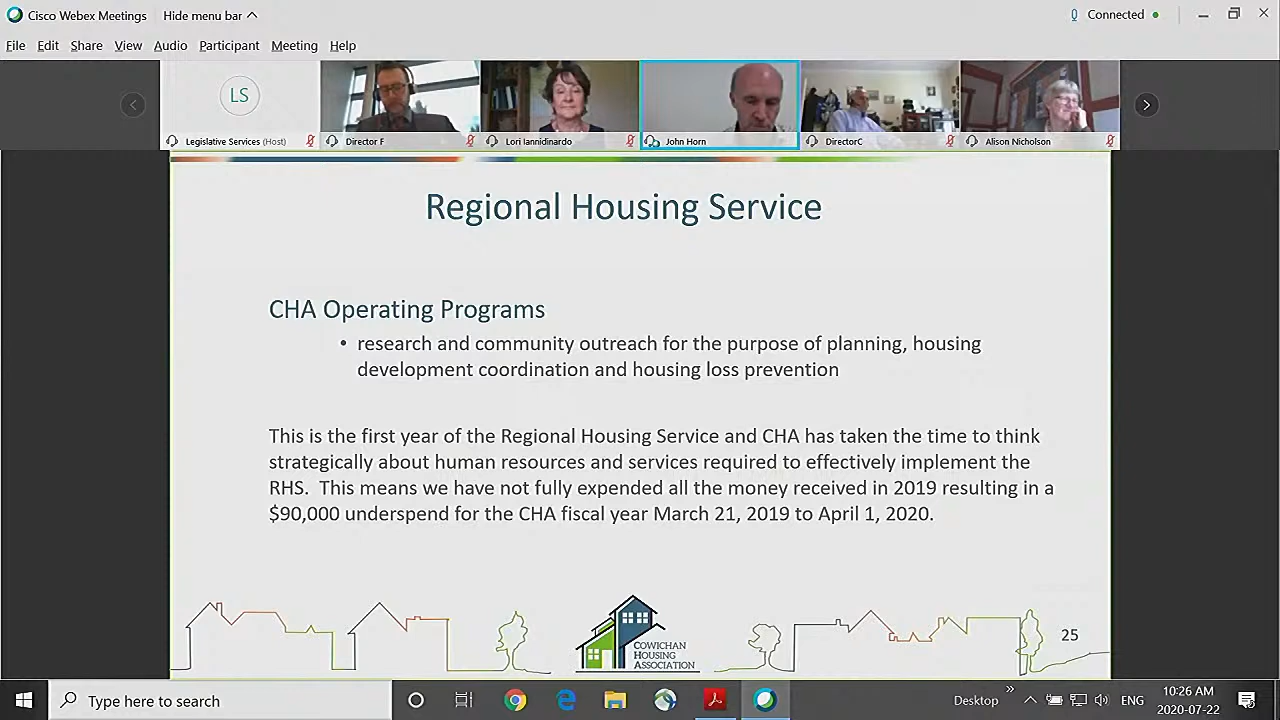 Cisco Webex Meetings
Hide menu bar
Connected
File Edit Share View Audio Participant Meeting Help
LS
Legislative Services (Host)
Director F
Lori Iannidinardo
John Horn
DirectorC
Alison Nicholson
Regional Housing Service
CHA Operating Programs
• research and community outreach for the purpose of planning, housing
development coordination and housing loss prevention
This is the first year of the Regional Housing Service and CHA has taken the time to think
strategically about human resources and services required to effectively implement the
RHS. This means we have not fully expended all the money received in 2019 resulting in a
$90,000 underspend for the CHA fiscal year March 21, 2019 to April 1, 2020.
COWICHAN
HOUSING
ASSOCIATION
25
Type here to search
Desktop
ENG
10:26 AM
2020-07-22